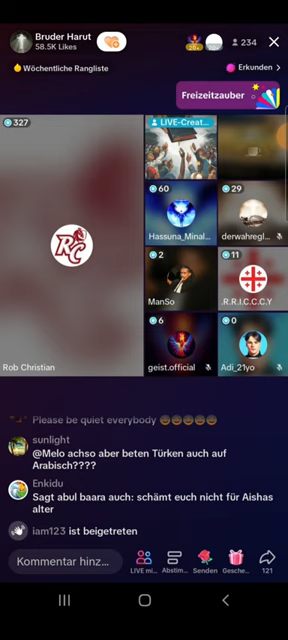 Bruder Harut
58.5K Likes
20+
234
Wöchentliche Rangliste
Erkunden >
Freizeitzauber
327
LIVE-Creat...
60
29
Hassuna_Minal...
derwahregl...
2
11
RC
ManSo
.R.R.I.C.C.Y
6
0
Rob Christian
geist.official
Adi_21yo
Please be quiet everybody
sunlight
@Melo achso aber beten Türken auch auf
Arabisch????
Enkidu
Sagt abul baara auch: schämt euch nicht für Aishas
alter
iam123 ist beigetreten
Kommentar hinz...
LIVE mi...
Abstim...
Senden
Gesche...
121